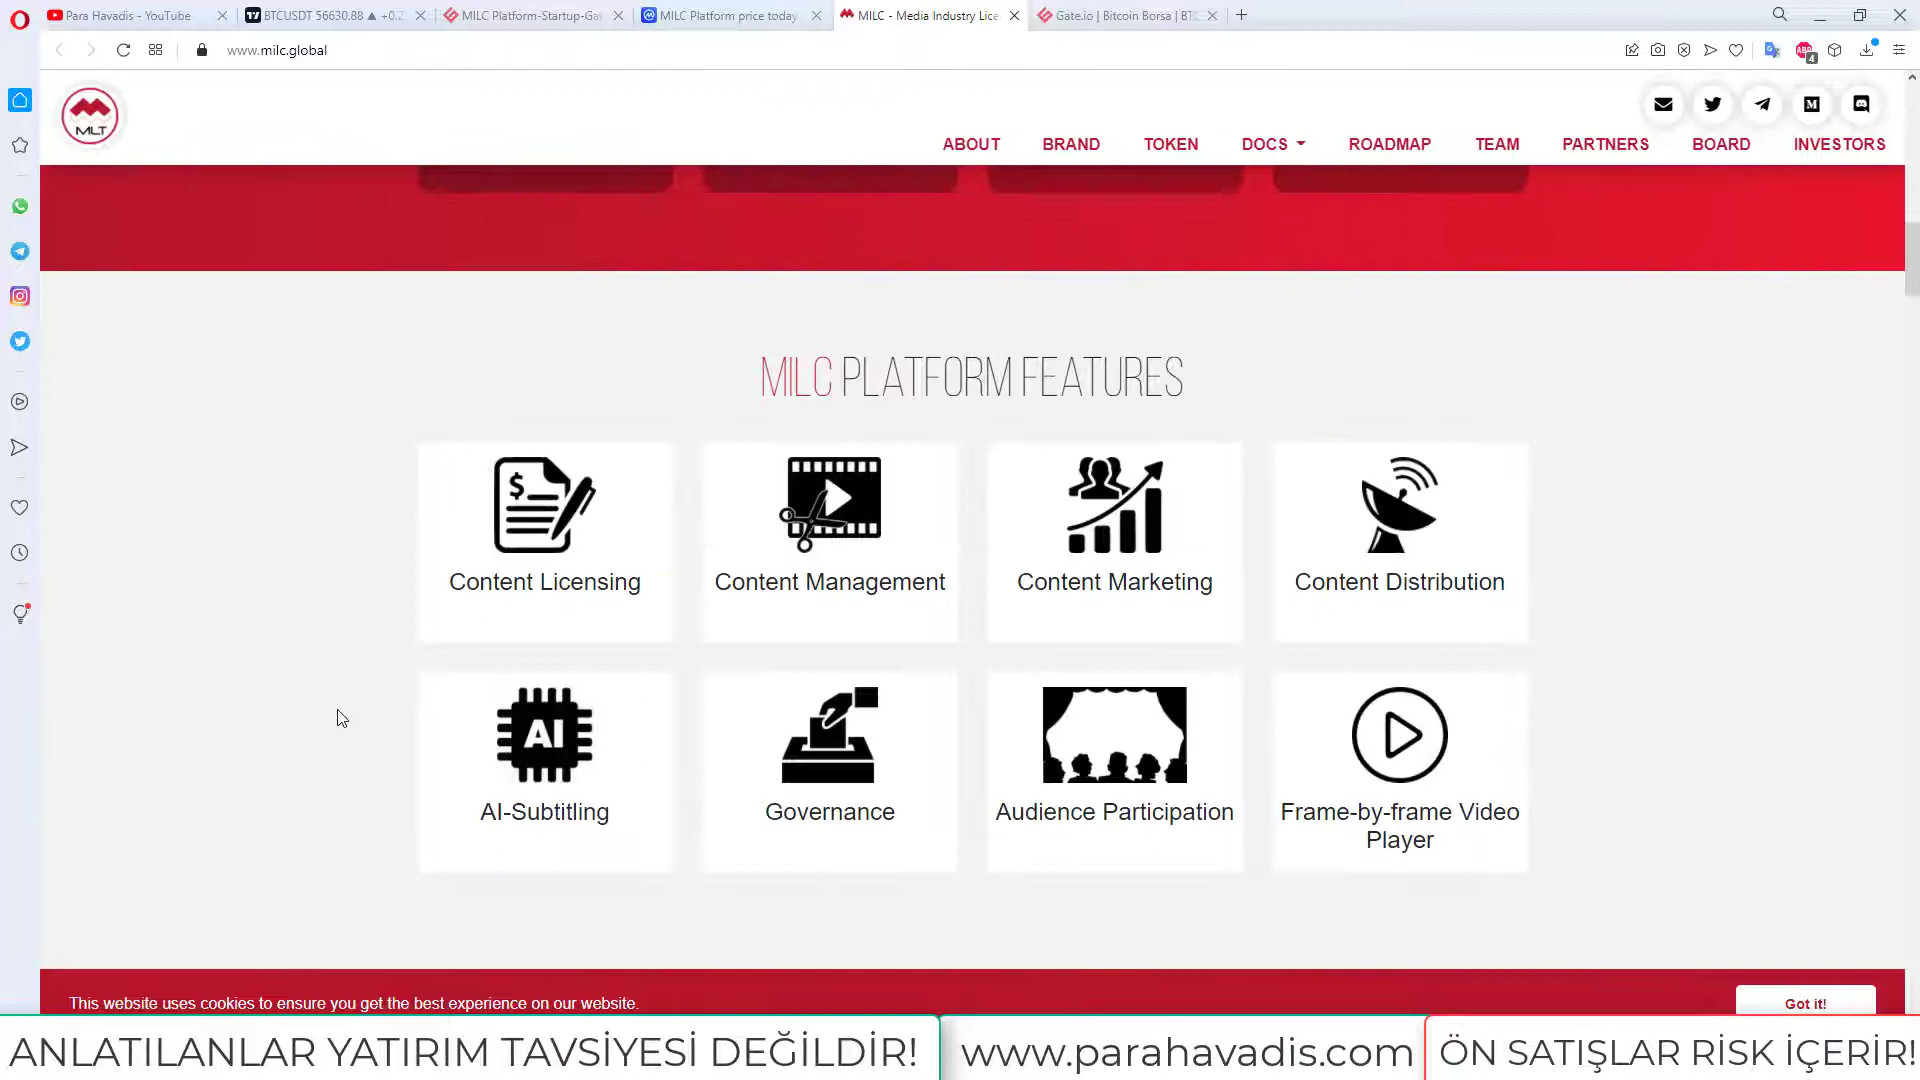 Para Havadis - YouTube
BTCUSDT 56630.88 ▲ +0.2
MILC Platform-Startup-Ga
MILC Platform price today
MILC - Media Industry Lice
Gate.io | Bitcoin Borsa | BTC
www.milc.global
4
MLT
ABOUT
BRAND
TOKEN
DOCS
ROADMAP
TEAM
PARTNERS
BOARD
INVESTORS
MILC PLATFORM FEATURES
$
Content Licensing
Content Management
Content Marketing
Content Distribution
AI
AI-Subtitling
Governance
Audience Participation
Frame-by-frame Video
Player
This website uses cookies to ensure you get the best experience on our website.
Got it!
ANLATILANLAR YATIRIM TAVSİYESİ DEĞİLDİR!
www.parahavadis.com
ÖN SATIŞLAR RİSK İÇERİR!